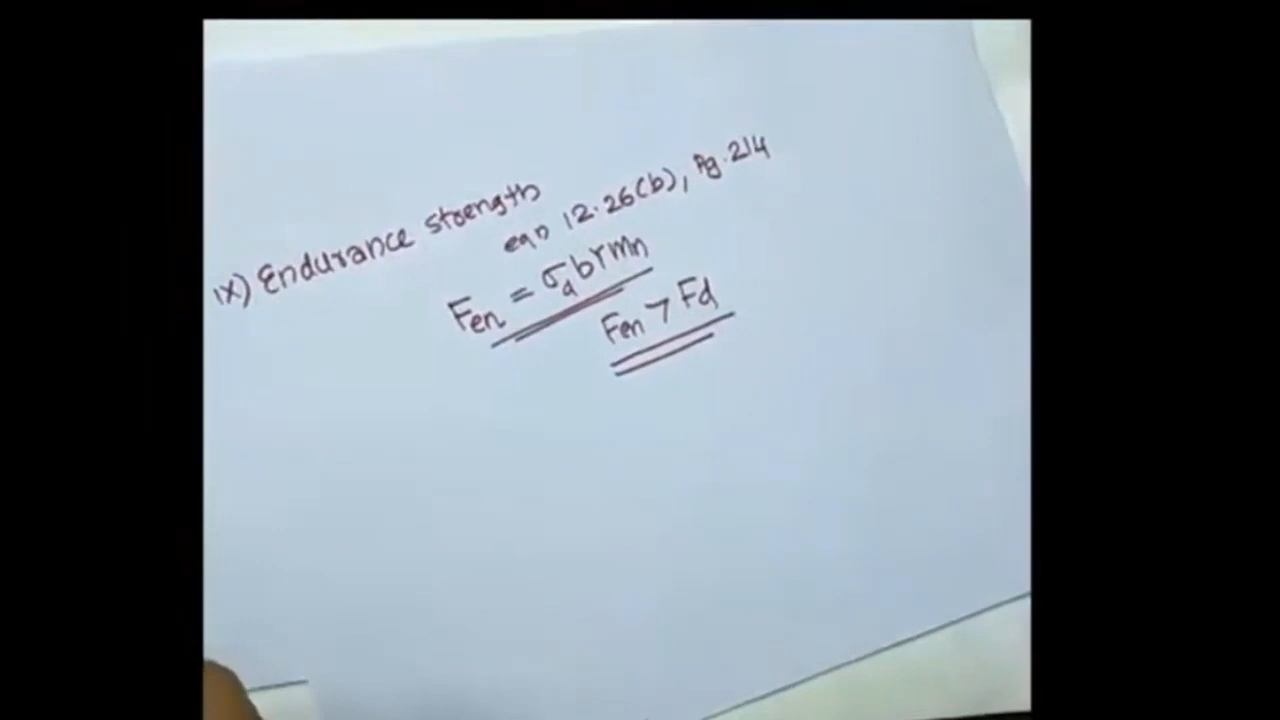 IX) Endurance strength
eqn 12.26(b), Pg.214
Fen = σd b Y mn
Fen > Fd